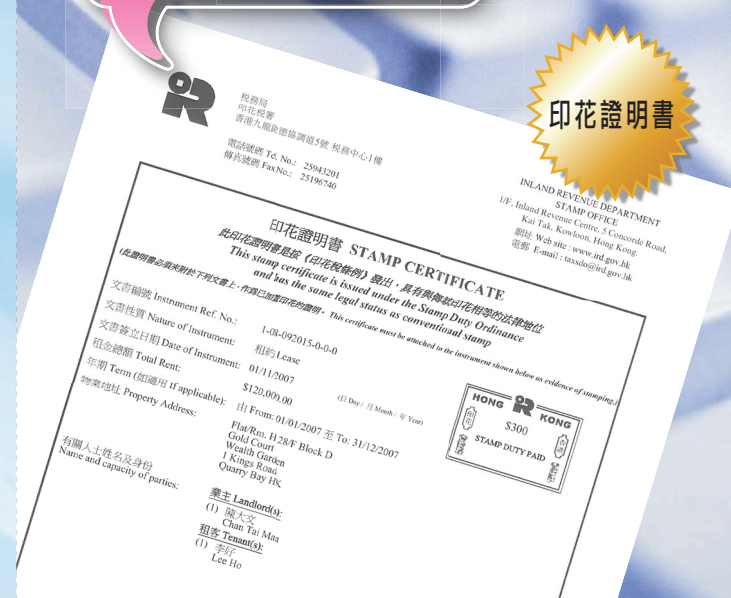 印花證明書
税務局
印花税署
香港九龍啟德協調道5號 税務中心1樓
電話號碼 Tel. No.: 25943201
傳真號碼 Fax No.: 25196740
INLAND REVENUE DEPARTMENT
STAMP OFFICE
1/F, Inland Revenue Centre, 5 Concorde Road,
Kai Tak, Kowloon, Hong Kong.
網址 Web site : www.ird.gov.hk
電郵 E-mail : taxsdo@ird.gov.hk
印花證明書 STAMP CERTIFICATE
此印花證明書是按《印花稅條例》發出，具有與傳統印花相等的法律地位
This stamp certificate is issued under the Stamp Duty Ordinance
and has the same legal status as conventional stamp
(此證明書必須夾附於下列文書上，作為已加蓋印花的證明。 This certificate must be attached to the instrument shown below as evidence of stamping.)
文書編號 Instrument Ref. No.: 1-08-092015-0-0-0
文書性質 Nature of Instrument: 租約 Lease
文書簽立日期 Date of Instrument: 01/11/2007 (日 Day / 月 Month / 年 Year)
租金總額 Total Rent: $120,000.00
年期 Term (如適用 if applicable): 由 From: 01/01/2007 至 To: 31/12/2007
物業地址 Property Address: Flat/Rm. H 28/F Block D
Gold Court
Wealth Garden
1 Kings Road
Quarry Bay HK
HONG KONG
印花
香港
$300
STAMP DUTY PAID
有關人士姓名及身份
Name and capacity of parties:
業主 Landlord(s):
(1) 陳大文
Chan Tai Maa
租客 Tenant(s):
(1) 李好
Lee Ho